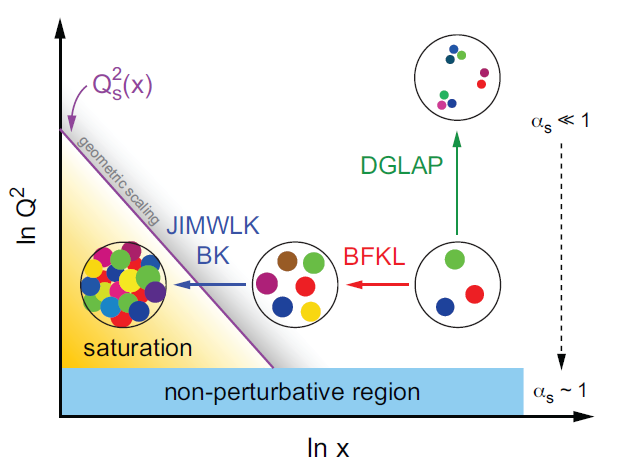 Q²ₛ(x)
geometric scaling
ln Q²
DGLAP
αₛ ≪ 1
JIMWLK
BK
BFKL
saturation
non-perturbative region
αₛ ~ 1
ln x